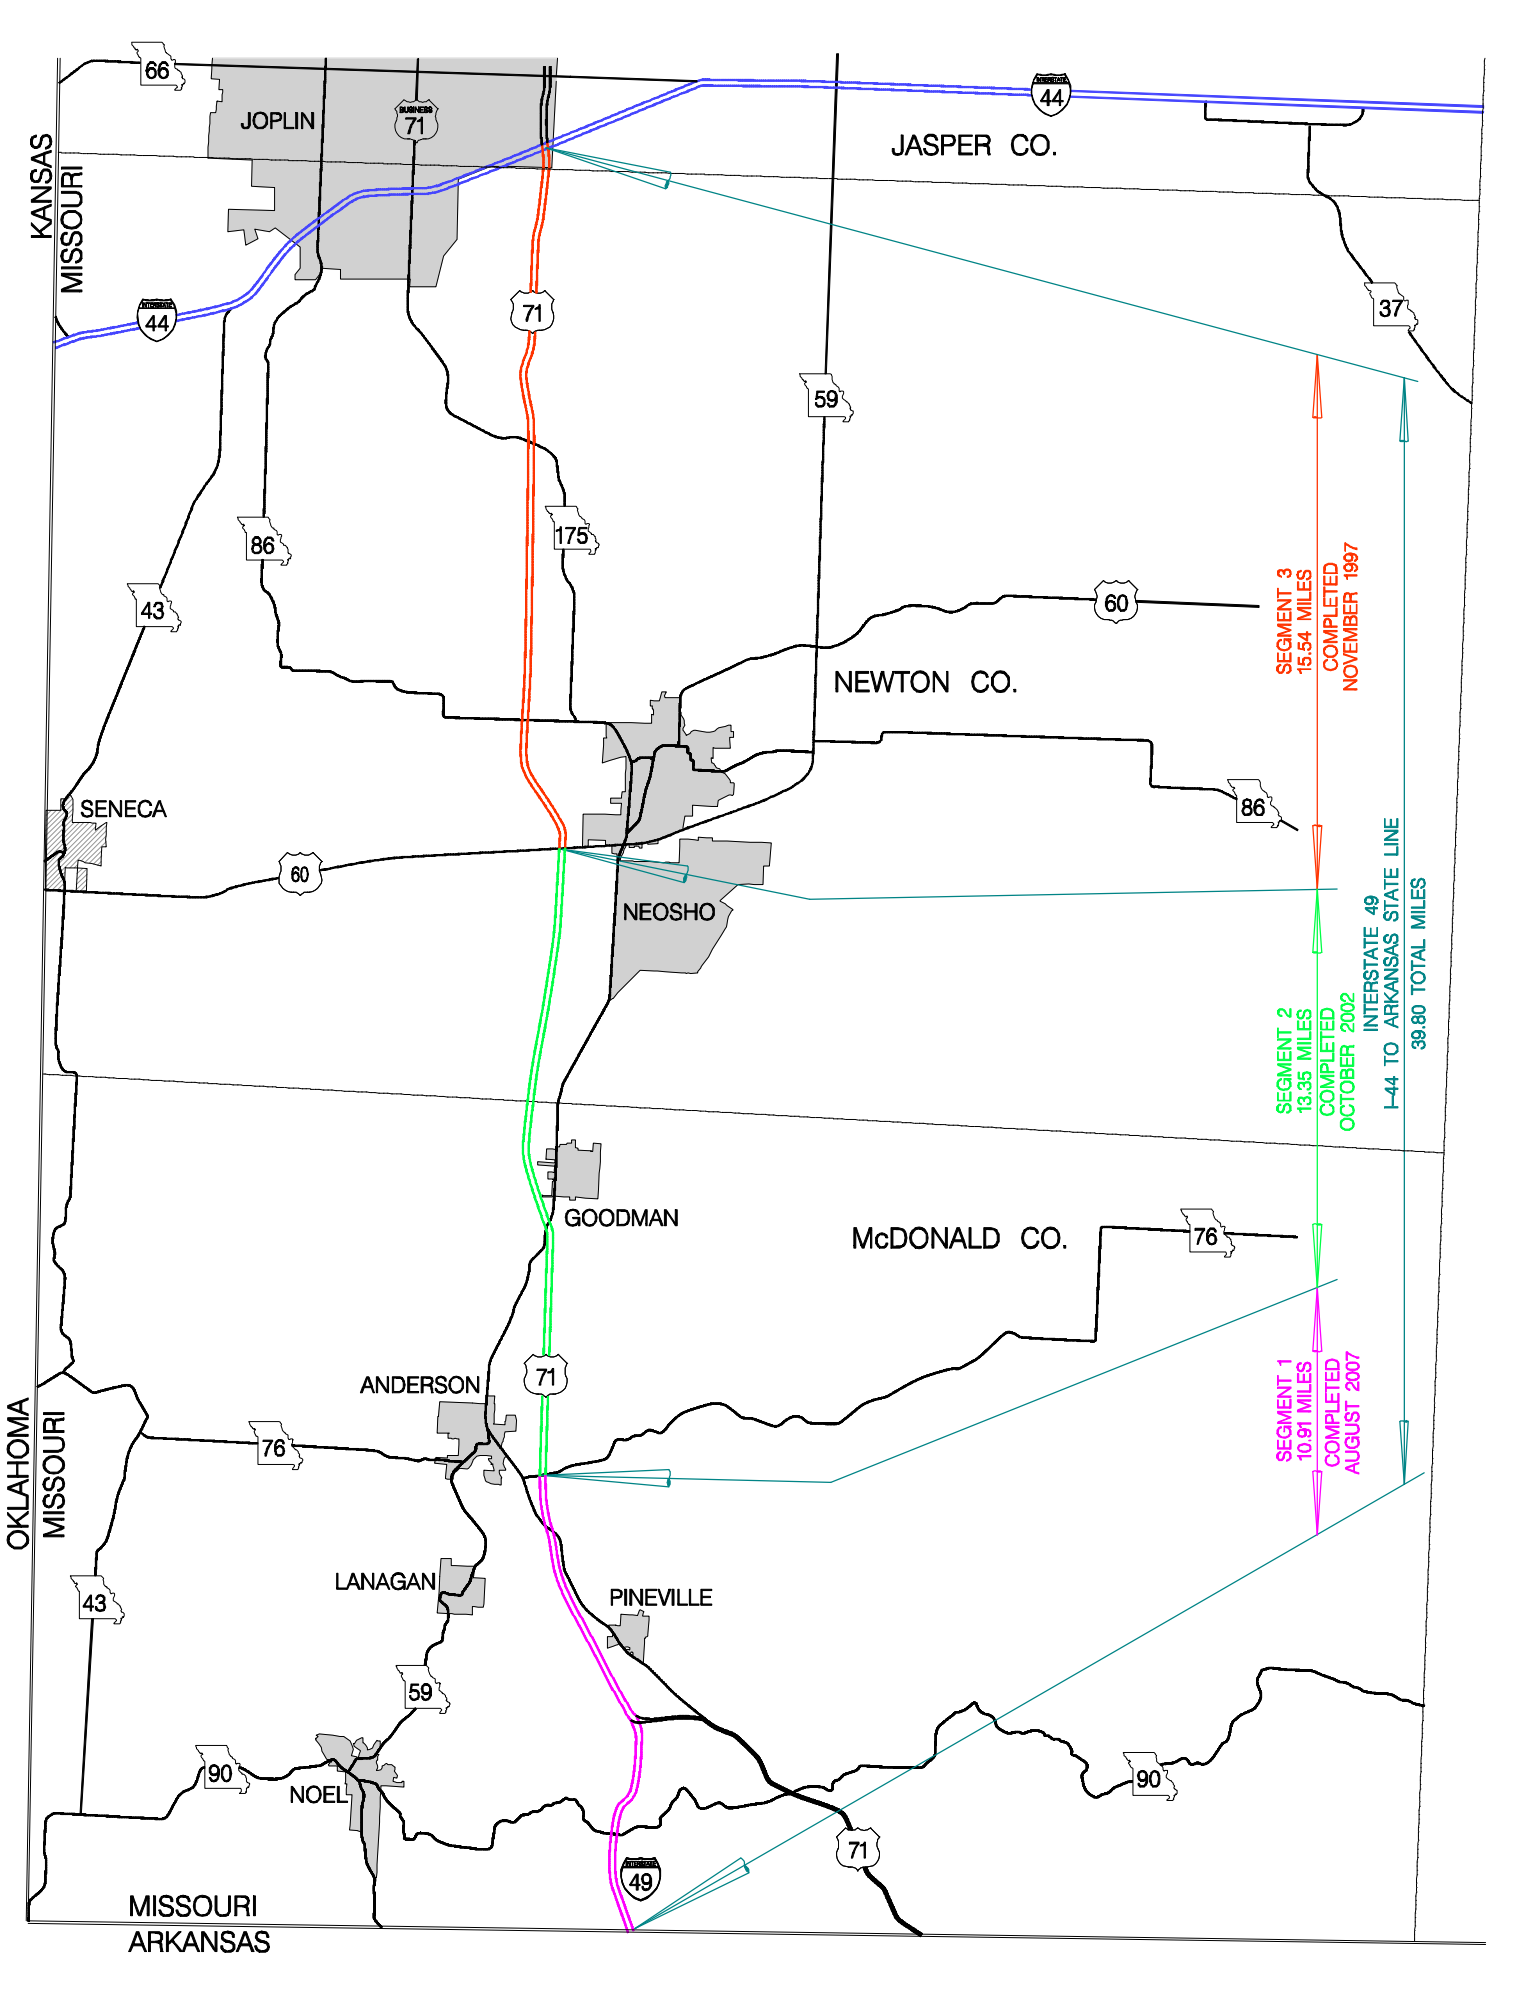 66
JOPLIN
BUSINESS
71
INTERSTATE
44
JASPER CO.
KANSAS
MISSOURI
INTERSTATE
44
71
37
59
86
175
43
60
SEGMENT 3
15.54 MILES
COMPLETED
NOVEMBER 1997
NEWTON CO.
SENECA
86
60
NEOSHO
SEGMENT 2
13.35 MILES
COMPLETED
OCTOBER 2002
INTERSTATE 49
I-44 TO ARKANSAS STATE LINE
39.80 TOTAL MILES
GOODMAN
McDONALD CO.
76
71
ANDERSON
SEGMENT 1
10.91 MILES
COMPLETED
AUGUST 2007
OKLAHOMA
MISSOURI
76
LANAGAN
43
PINEVILLE
59
90
NOEL
90
71
INTERSTATE
49
MISSOURI
ARKANSAS